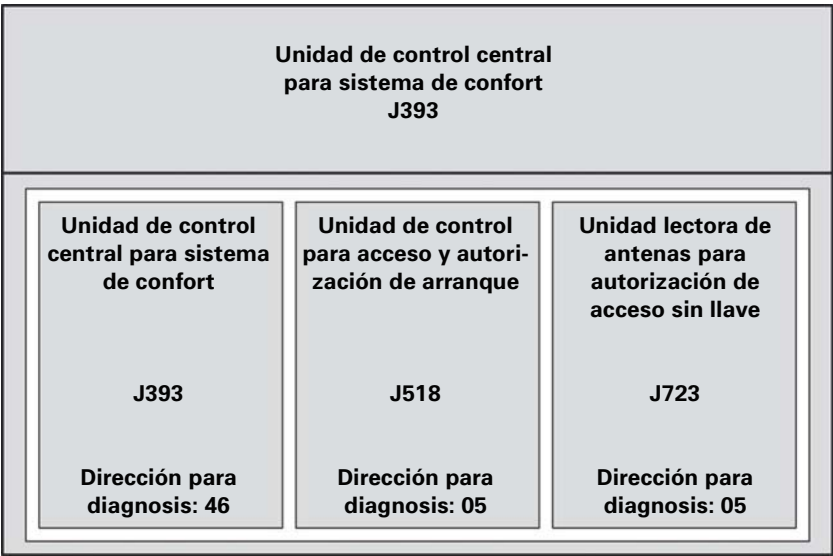 Unidad de control central
para sistema de confort
J393
Unidad de control
central para sistema
de confort
J393
Dirección para
diagnosis: 46
Unidad de control
para acceso y autori-
zación de arranque
J518
Dirección para
diagnosis: 05
Unidad lectora de
antenas para
autorización de
acceso sin llave
J723
Dirección para
diagnosis: 05